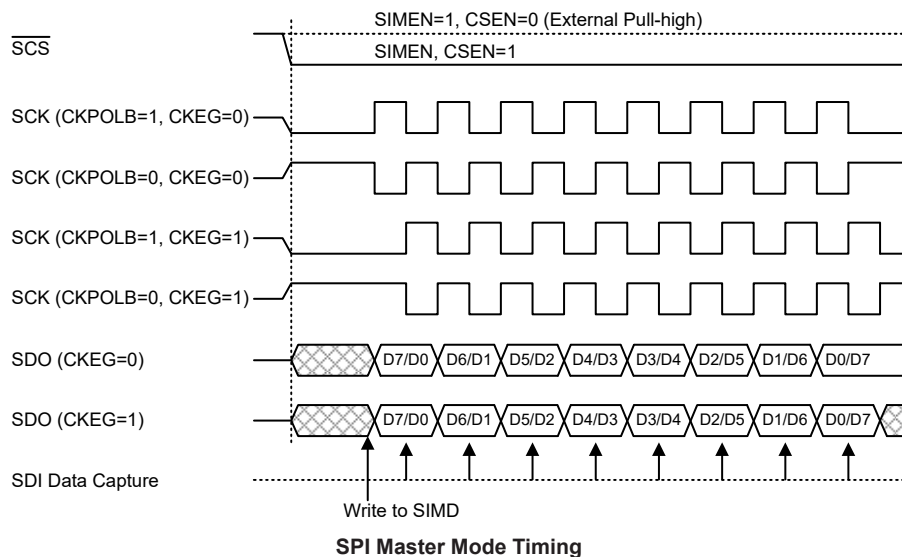 SIMEN=1, CSEN=0 (External Pull-high)
SCS
SIMEN, CSEN=1
SCK (CKPOLB=1, CKEG=0)
SCK (CKPOLB=0, CKEG=0)
SCK (CKPOLB=1, CKEG=1)
SCK (CKPOLB=0, CKEG=1)
SDO (CKEG=0) D7/D0 D6/D1 D5/D2 D4/D3 D3/D4 D2/D5 D1/D6 D0/D7
SDO (CKEG=1) D7/D0 D6/D1 D5/D2 D4/D3 D3/D4 D2/D5 D1/D6 D0/D7
SDI Data Capture
Write to SIMD
SPI Master Mode Timing